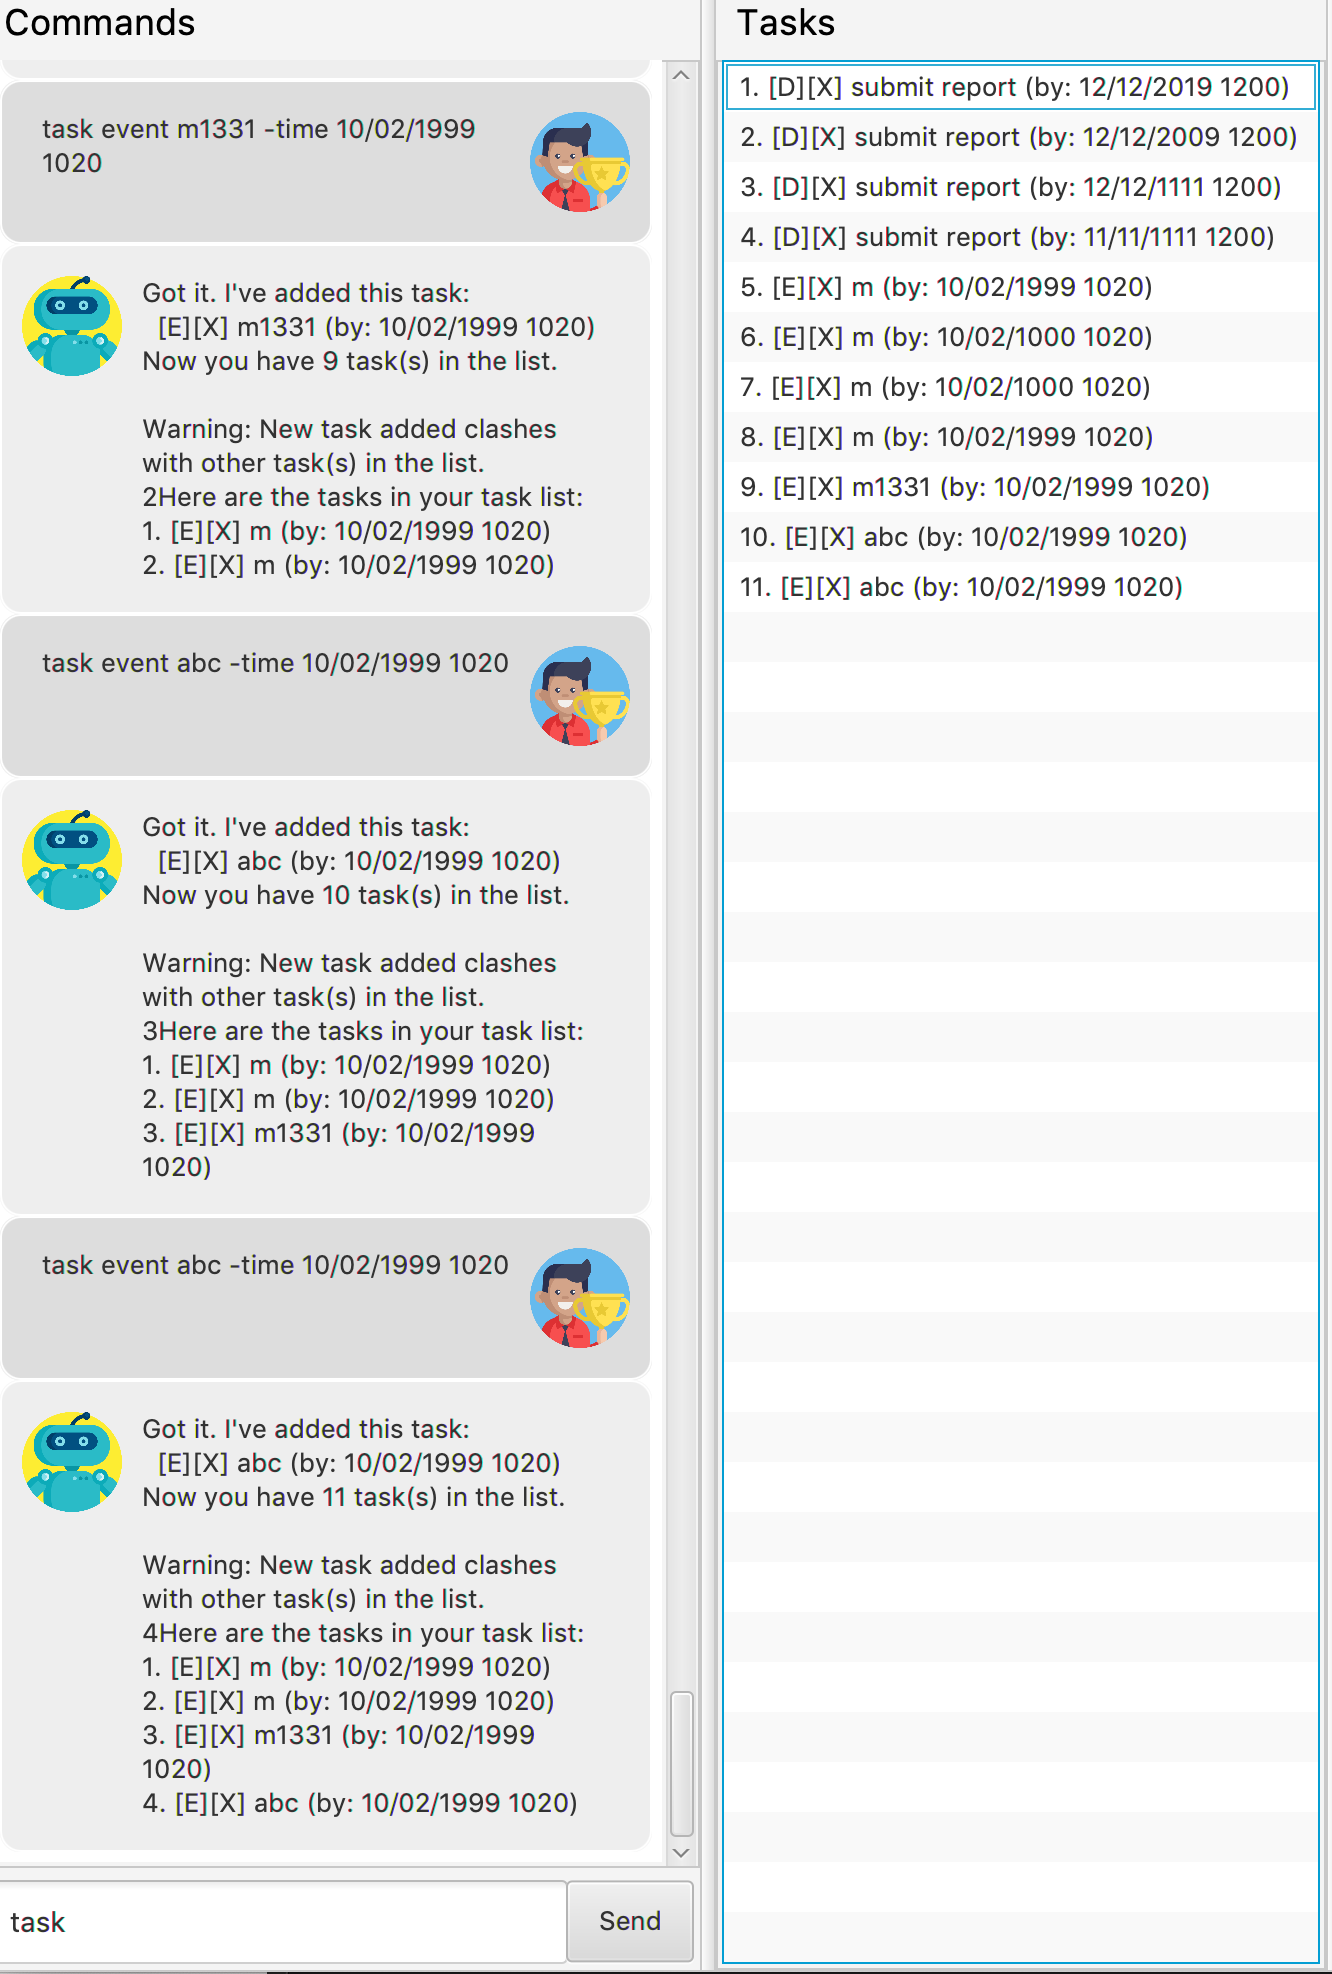 Commands
task event m1331 -time 10/02/1999
1020
Got it. I've added this task:
[E][X] m1331 (by: 10/02/1999 1020)
Now you have 9 task(s) in the list.
Warning: New task added clashes
with other task(s) in the list.
2Here are the tasks in your task list:
1. [E][X] m (by: 10/02/1999 1020)
2. [E][X] m (by: 10/02/1999 1020)
task event abc -time 10/02/1999 1020
Got it. I've added this task:
[E][X] abc (by: 10/02/1999 1020)
Now you have 10 task(s) in the list.
Warning: New task added clashes
with other task(s) in the list.
3Here are the tasks in your task list:
1. [E][X] m (by: 10/02/1999 1020)
2. [E][X] m (by: 10/02/1999 1020)
3. [E][X] m1331 (by: 10/02/1999
1020)
task event abc -time 10/02/1999 1020
Got it. I've added this task:
[E][X] abc (by: 10/02/1999 1020)
Now you have 11 task(s) in the list.
Warning: New task added clashes
with other task(s) in the list.
4Here are the tasks in your task list:
1. [E][X] m (by: 10/02/1999 1020)
2. [E][X] m (by: 10/02/1999 1020)
3. [E][X] m1331 (by: 10/02/1999
1020)
4. [E][X] abc (by: 10/02/1999 1020)
task
Send
Tasks
1. [D][X] submit report (by: 12/12/2019 1200)
2. [D][X] submit report (by: 12/12/2009 1200)
3. [D][X] submit report (by: 12/12/1111 1200)
4. [D][X] submit report (by: 11/11/1111 1200)
5. [E][X] m (by: 10/02/1999 1020)
6. [E][X] m (by: 10/02/1000 1020)
7. [E][X] m (by: 10/02/1000 1020)
8. [E][X] m (by: 10/02/1999 1020)
9. [E][X] m1331 (by: 10/02/1999 1020)
10. [E][X] abc (by: 10/02/1999 1020)
11. [E][X] abc (by: 10/02/1999 1020)